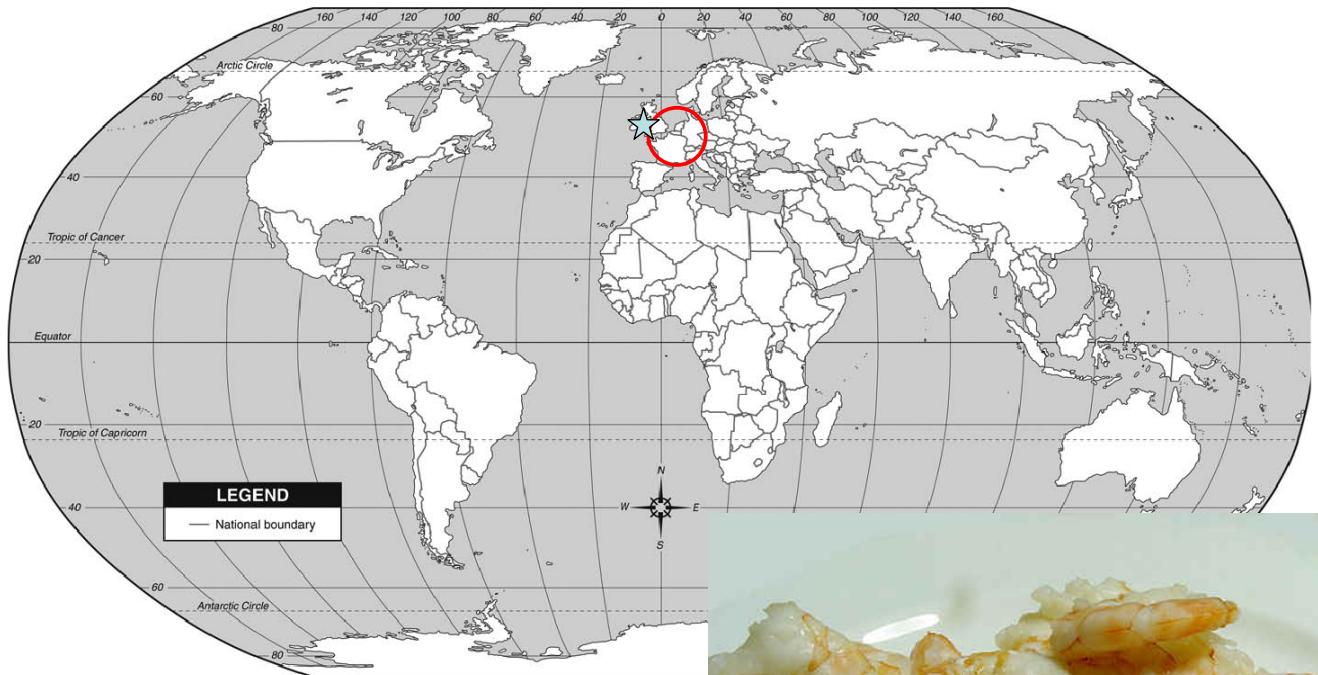 160 140 120 100 80 60 40 20 0 20 40 60 80 100 120 140 160
80
Arctic Circle
60
40
Tropic of Cancer
20
Equator
20
Tropic of Capricorn
LEGEND
National boundary
N
W E
S
40
60
Antarctic Circle
80